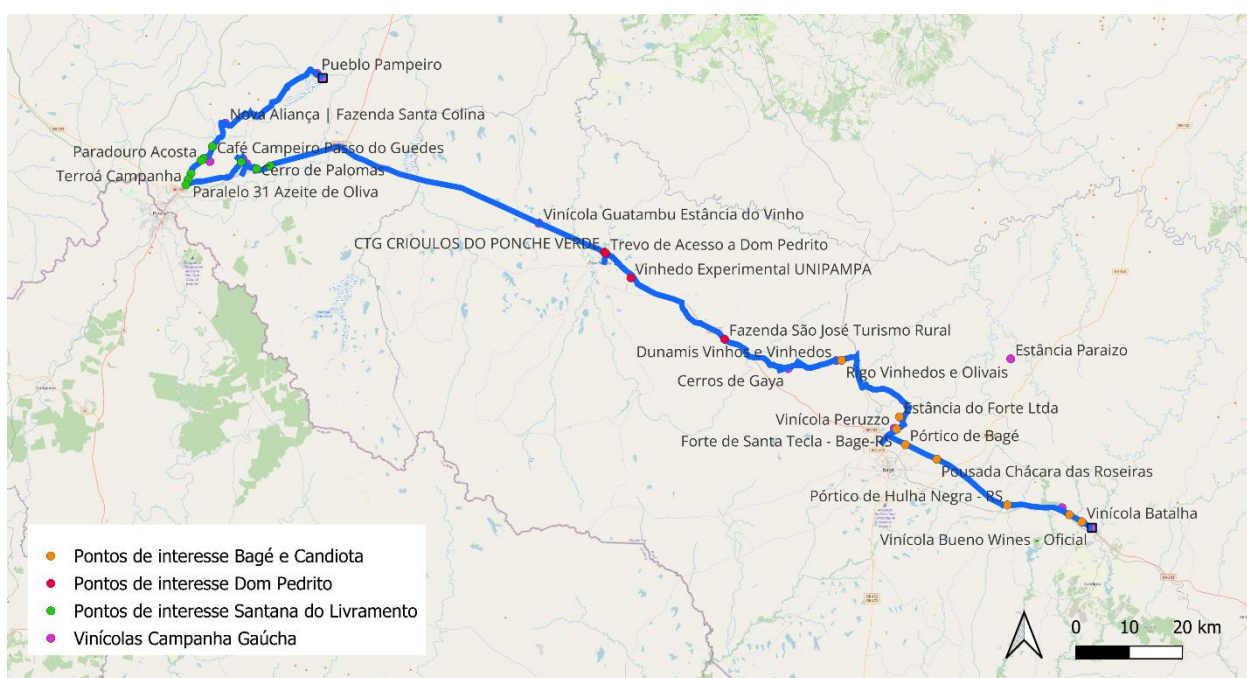 Pueblo Pampeiro
Nova Aliança | Fazenda Santa Colina
Café Campeiro Passo do Guedes
Paradouro Acosta
Cerro de Palomas
Terroá Campanha
Paralelo 31 Azeite de Oliva
Vinícola Guatambu Estância do Vinho
CTG CRIOULOS DO PONCHE VERDE
Trevo de Acesso a Dom Pedrito
Vinhedo Experimental UNIPAMPA
Fazenda São José Turismo Rural
Dunamis Vinhos e Vinhedos
Estância Paraizo
Rigo Vinhedos e Olivais
Cerros de Gaya
Estância do Forte Ltda
Vinícola Peruzzo
Pórtico de Bagé
Forte de Santa Tecla - Bage-RS
Pousada Chácara das Roseiras
Pórtico de Hulha Negra - RS
Vinícola Batalha
Vinícola Bueno Wines - Oficial
Pontos de interesse Bagé e Candiota
Pontos de interesse Dom Pedrito
Pontos de interesse Santana do Livramento
Vinícolas Campanha Gaúcha
0 10 20 km